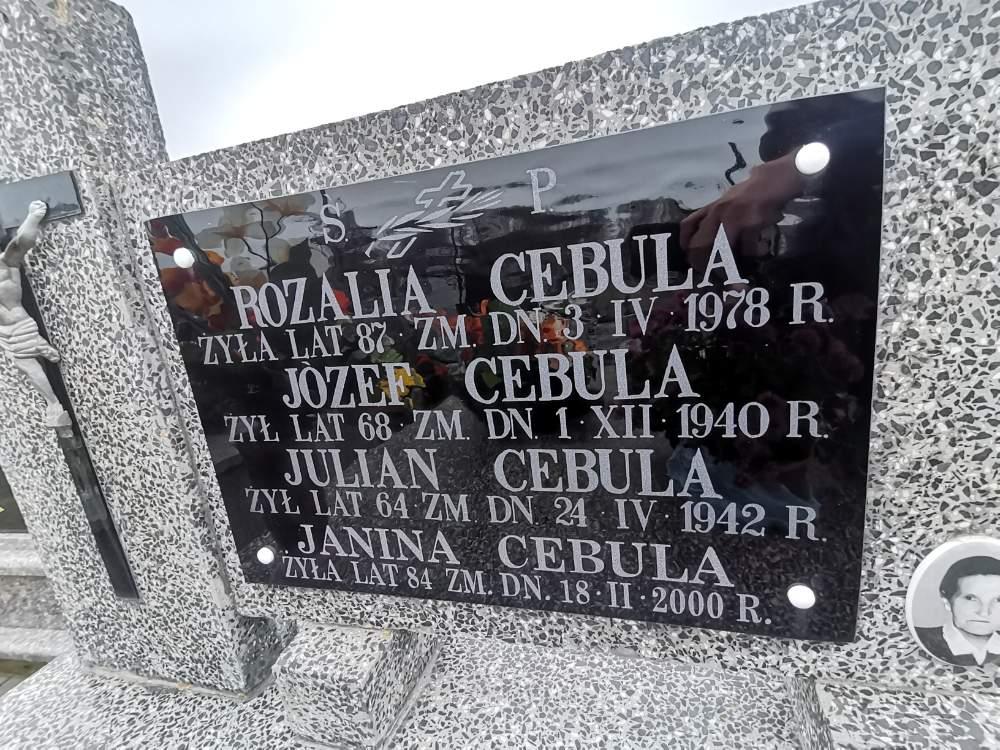 Ś. P
ROZALIA CEBULA
ŻYŁA LAT 87 · ZM. DN. 3 · IV · 1978 R.
JÓZEF CEBULA
ŻYŁ LAT 68 · ZM. DN. 1 · XII · 1940 R.
JULIAN CEBULA
ŻYŁ LAT 64 ZM. DN 24 · IV · 1942 R.
JANINA CEBULA
ŻYŁA LAT 84 ZM. DN. 18 · II · 2000 R.